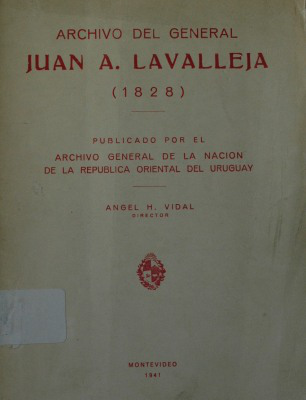 ARCHIVO DEL GENERAL
JUAN A. LAVALLEJA
(1828)
PUBLICADO POR EL
ARCHIVO GENERAL DE LA NACION
DE LA REPUBLICA ORIENTAL DEL URUGUAY
ANGEL H. VIDAL
DIRECTOR
MONTEVIDEO
1941